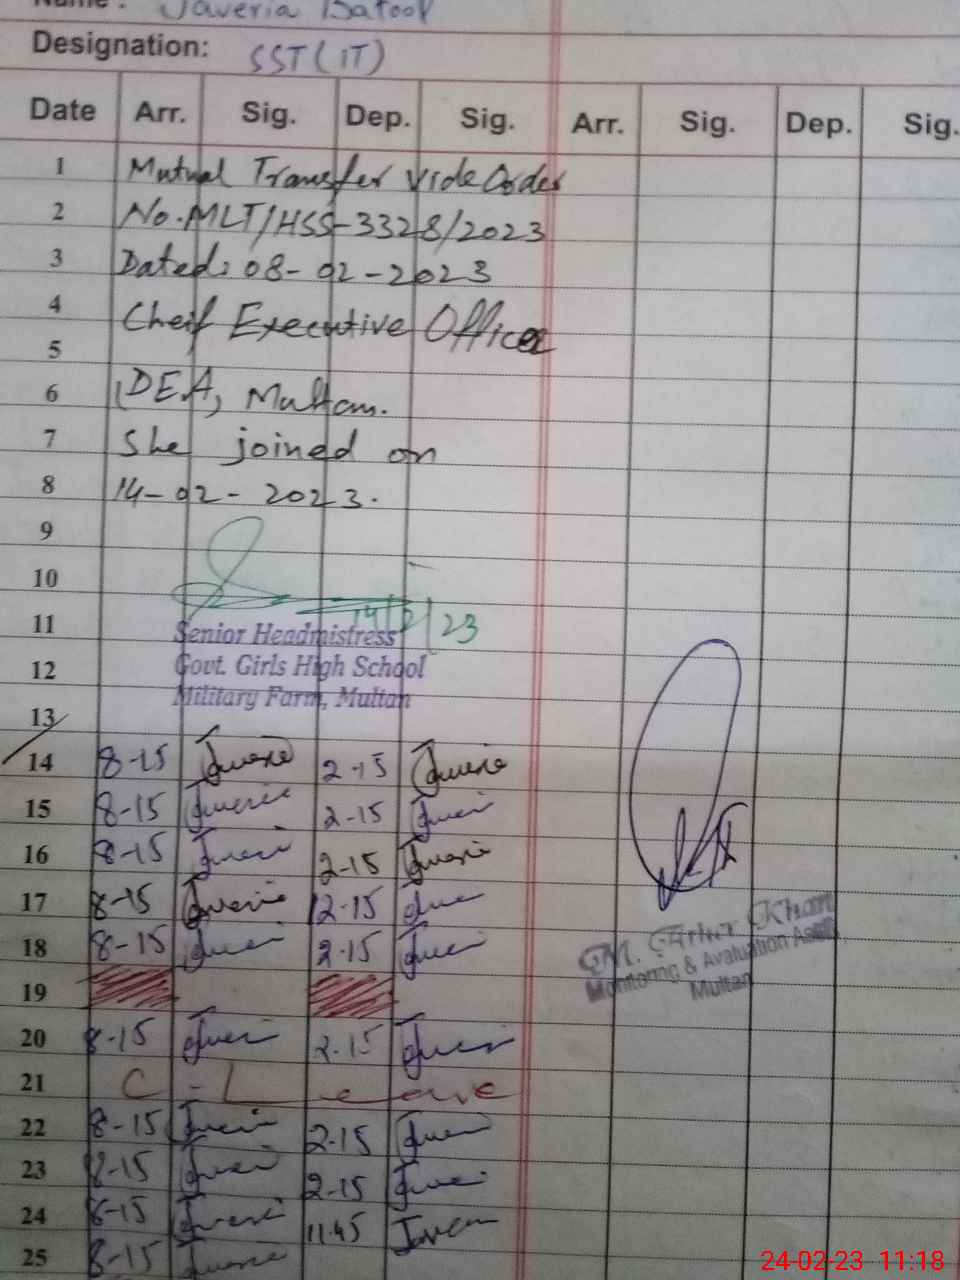 Name: Javeria Batool
Designation: SST (IT)
Date Arr. Sig. Dep. Sig. Arr. Sig. Dep. Sig.
1 Mutual Transfer vide Order
2 No. MLT/HSS-3328/2023
3 Dated: 08-02-2023
4 Cheif Executive Officer
5
6 (DEA, Multan.
7 She joined on
8 14-02-2023.
9
10
11 14/2/23
Senior Headmistress
12 Govt. Girls High School
Military Farm, Multan
13
14 8-15 Javeria 2-15 Javeria
15 8-15 2-15
16 8-15 2-15
17 8-15 12-15
18 8-15 2-15
Khan
Monitoring & Avaluation
Multan
19
20 8-15 2-15
21 C-Leave
22 8-15 2-15
23 8-15 2-15
24 8-15 11-45
25 8-15
24-02-23 11:18